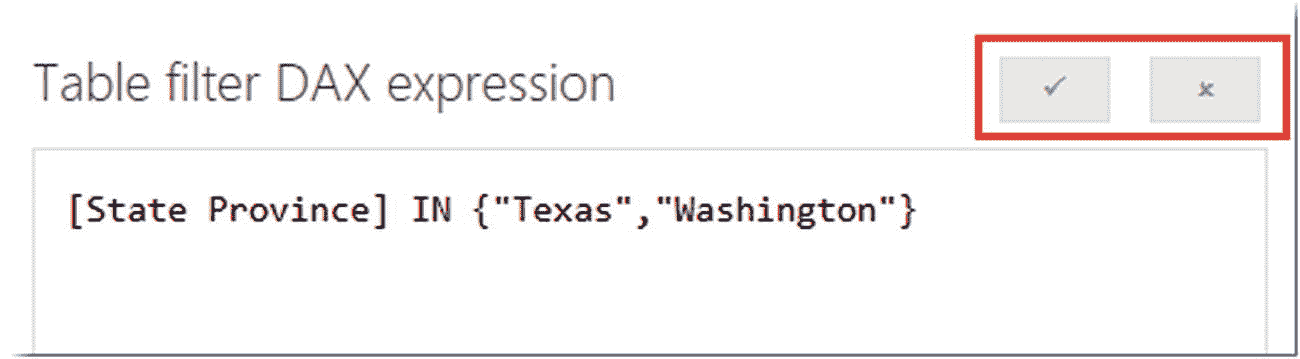 Table filter DAX expression
[State Province] IN {"Texas","Washington"}